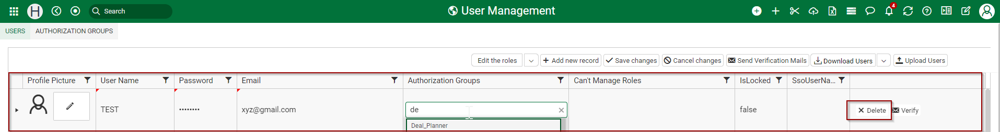 H Search User Management 4
USERS AUTHORIZATION GROUPS
Edit the roles Add new record Save changes Cancel changes Send Verification Mails Download Users Upload Users
Profile Picture User Name Password Email Authorization Groups Can't Manage Roles IsLocked SsoUserNa...
TEST •••••••• xyz@gmail.com de false Delete Verify
Deal_Planner